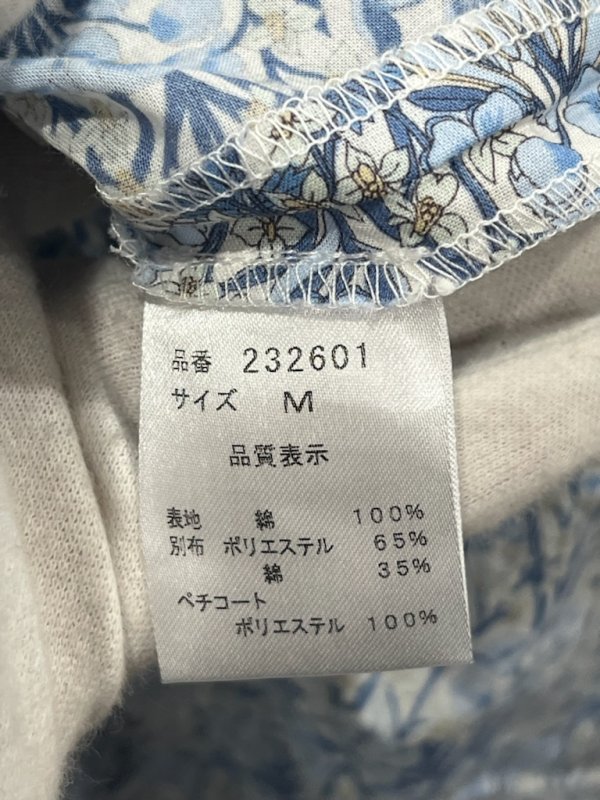 品番 232601
サイズ M
品質表示
表地 綿 100%
別布 ポリエステル 65%
綿 35%
ペチコート
ポリエステル 100%